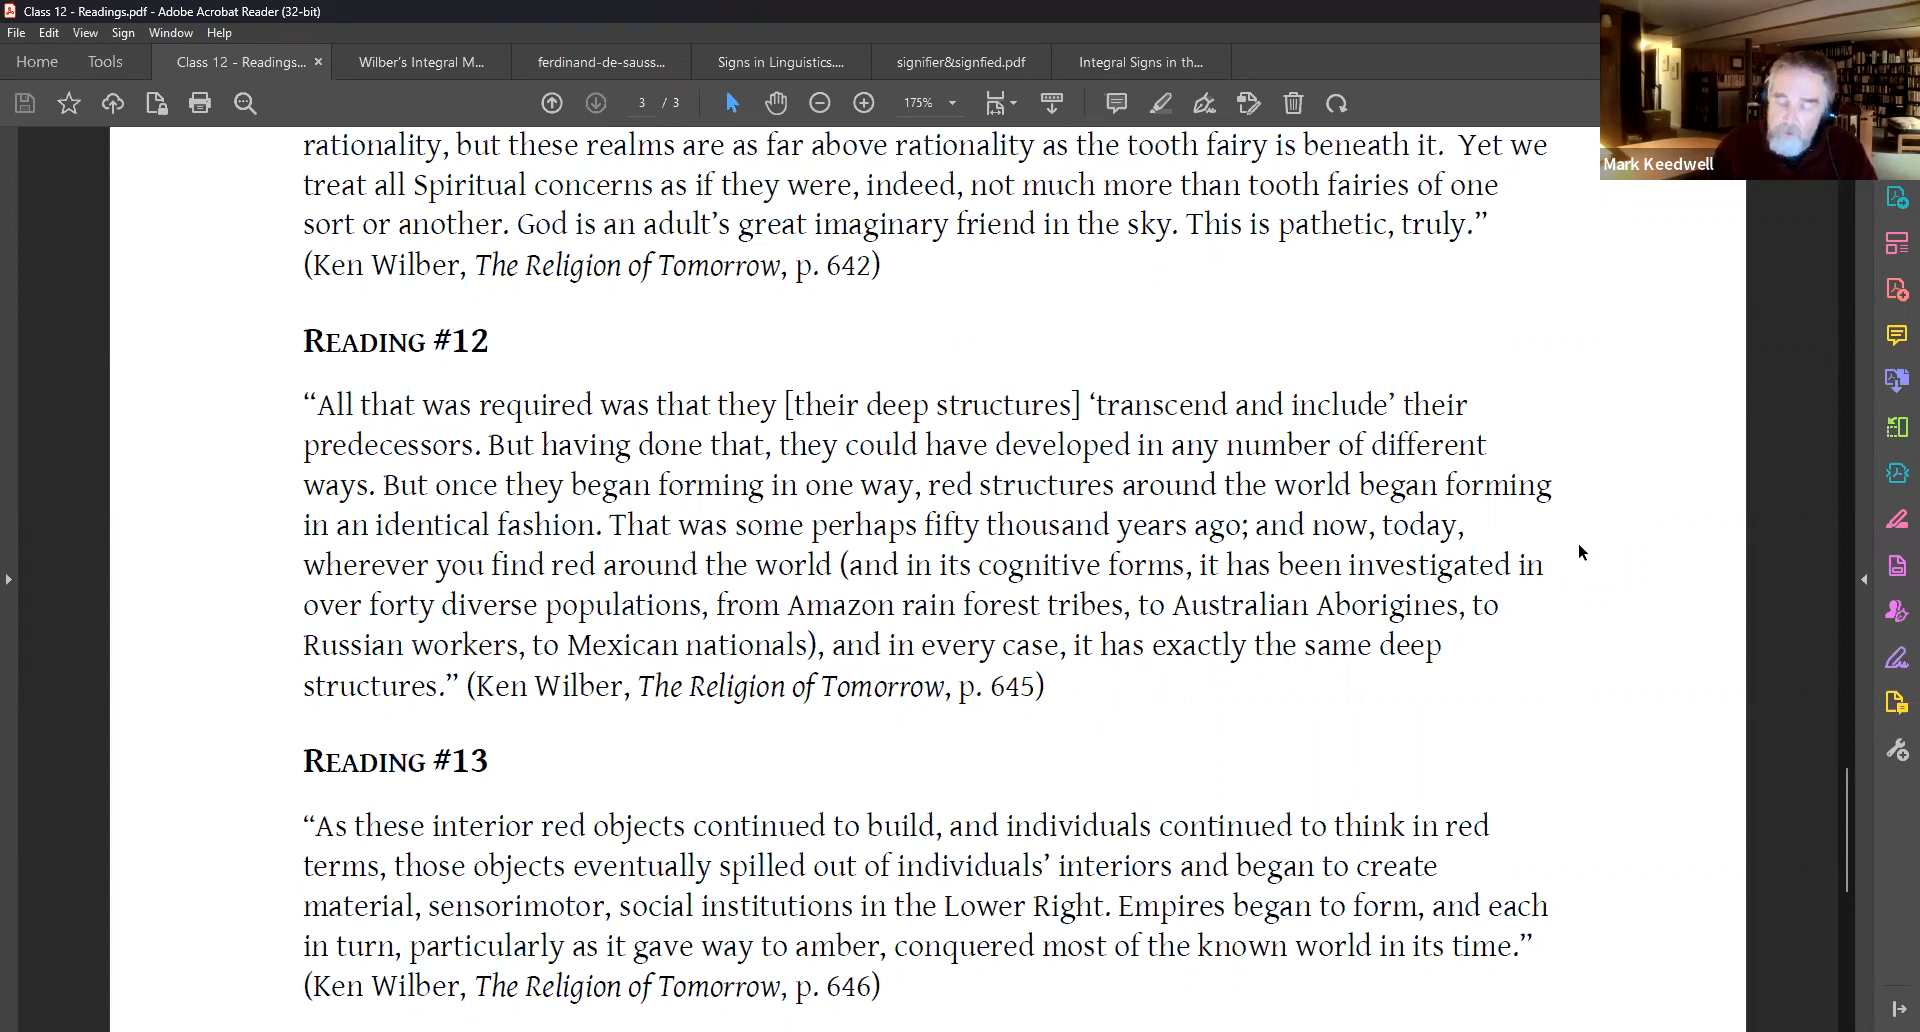 Class 12 - Readings.pdf - Adobe Acrobat Reader (32-bit)
File Edit View Sign Window Help
Home Tools Class 12 - Readings... × Wilber's Integral M... ferdinand-de-sauss... Signs in Linguistics.... signifier&signfied.pdf Integral Signs in th...
3 / 3 175%
Mark Keedwell
rationality, but these realms are as far above rationality as the tooth fairy is beneath it. Yet we
treat all Spiritual concerns as if they were, indeed, not much more than tooth fairies of one
sort or another. God is an adult’s great imaginary friend in the sky. This is pathetic, truly.”
(Ken Wilber, The Religion of Tomorrow, p. 642)
READING #12
“All that was required was that they [their deep structures] ‘transcend and include’ their
predecessors. But having done that, they could have developed in any number of different
ways. But once they began forming in one way, red structures around the world began forming
in an identical fashion. That was some perhaps fifty thousand years ago; and now, today,
wherever you find red around the world (and in its cognitive forms, it has been investigated in
over forty diverse populations, from Amazon rain forest tribes, to Australian Aborigines, to
Russian workers, to Mexican nationals), and in every case, it has exactly the same deep
structures.” (Ken Wilber, The Religion of Tomorrow, p. 645)
READING #13
“As these interior red objects continued to build, and individuals continued to think in red
terms, those objects eventually spilled out of individuals’ interiors and began to create
material, sensorimotor, social institutions in the Lower Right. Empires began to form, and each
in turn, particularly as it gave way to amber, conquered most of the known world in its time.”
(Ken Wilber, The Religion of Tomorrow, p. 646)